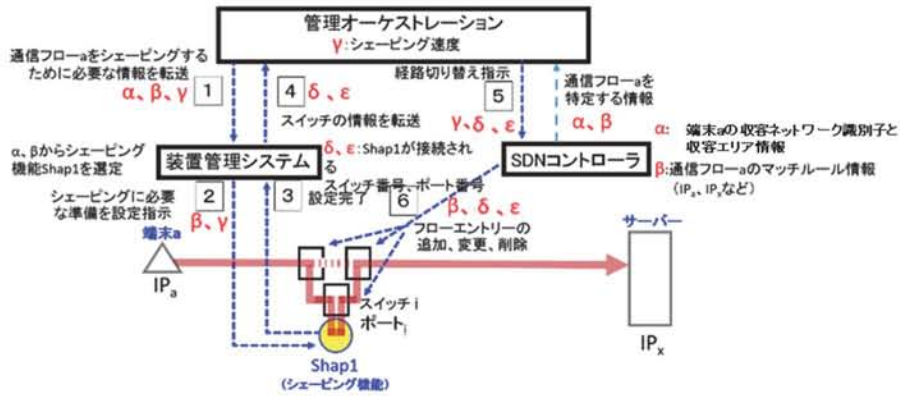 管理オーケストレーション
γ:シェーピング速度
通信フローaをシェーピングする
ために必要な情報を転送
α、β、γ
1
4
δ、ε
スイッチの情報を転送
経路切り替え指示
5
γ、δ、ε
通信フローaを
特定する情報
α、β
α: 端末aの収容ネットワーク識別子と
収容エリア情報
β:通信フローaのマッチルール情報
(IPa、IPxなど)
α、βからシェーピング
機能Shap1を選定
装置管理システム
δ、ε:Shap1が接続され
る
スイッチ番号、ポート番号
SDNコントローラ
シェーピングに必要
な準備を設定指示
2
β、γ
3
設定完了
6
β、δ、ε
フローエントリーの
追加、変更、削除
端末a
IPa
サーバー
IPx
スイッチ i
ポートj
Shap1
(シェーピング機能)